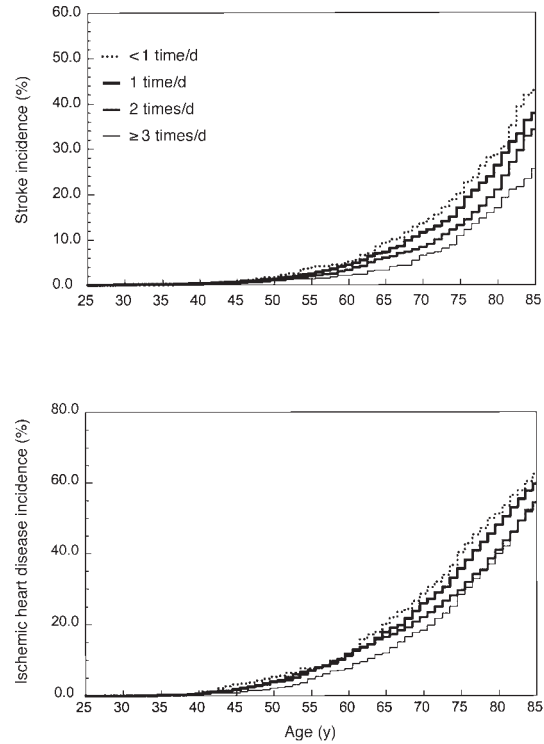 60.0
50.0
40.0
30.0
20.0
10.0
0.0
Stroke incidence (%)
<1 time/d
1 time/d
2 times/d
≥3 times/d
25 30 35 40 45 50 55 60 65 70 75 80 85
80.0
60.0
40.0
20.0
0.0
Ischemic heart disease incidence (%)
25 30 35 40 45 50 55 60 65 70 75 80 85
Age (y)